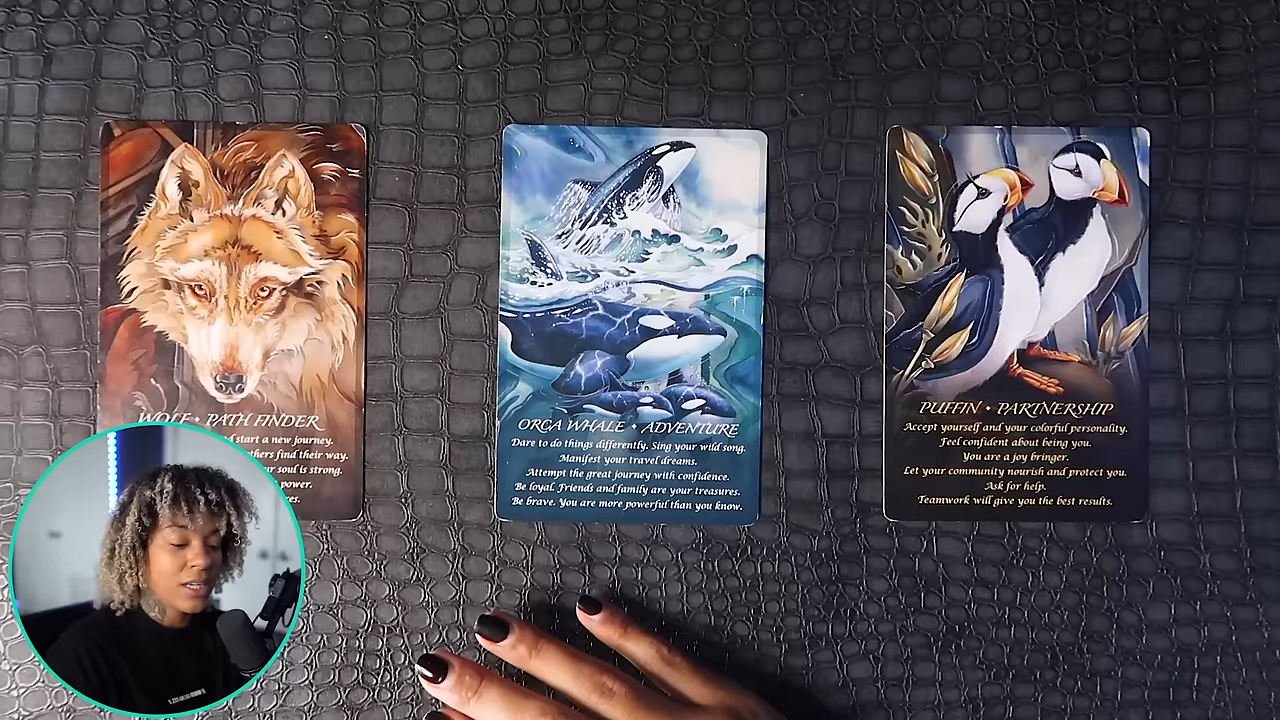 WOLF • PATH FINDER
d start a new journey.
others find their way.
ur soul is strong.
power.
ORCA WHALE • ADVENTURE
Dare to do things differently. Sing your wild song.
Manifest your travel dreams.
Attempt the great journey with confidence.
Be loyal. Friends and family are your treasures.
Be brave. You are more powerful than you know.
PUFFIN • PARTNERSHIP
Accept yourself and your colorful personality.
Feel confident about being you.
You are a joy bringer.
Let your community nourish and protect you.
Ask for help.
Teamwork will give you the best results.